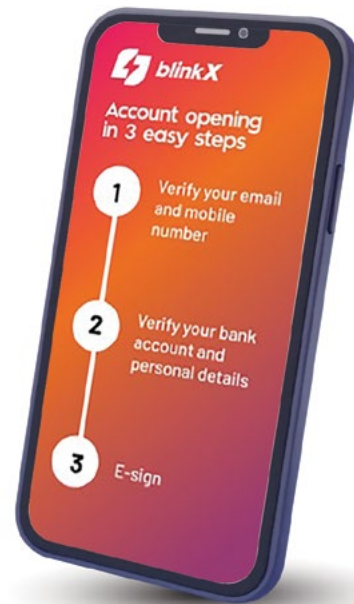 blinkX
Account opening
in 3 easy steps
1
Verify your email
and mobile
number
2
Verify your bank
account and
personal details
3
E-sign